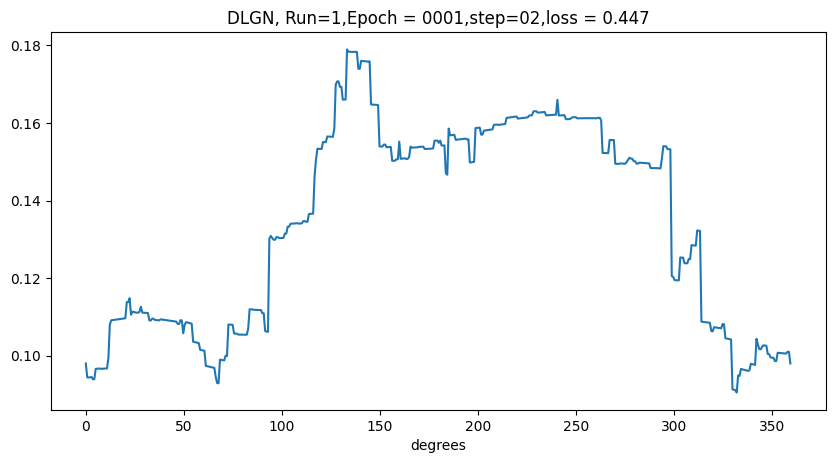 DLGN, Run=1,Epoch = 0001,step=02,loss = 0.447
0.18
0.16
0.14
0.12
0.10
0 50 100 150 200 250 300 350
degrees